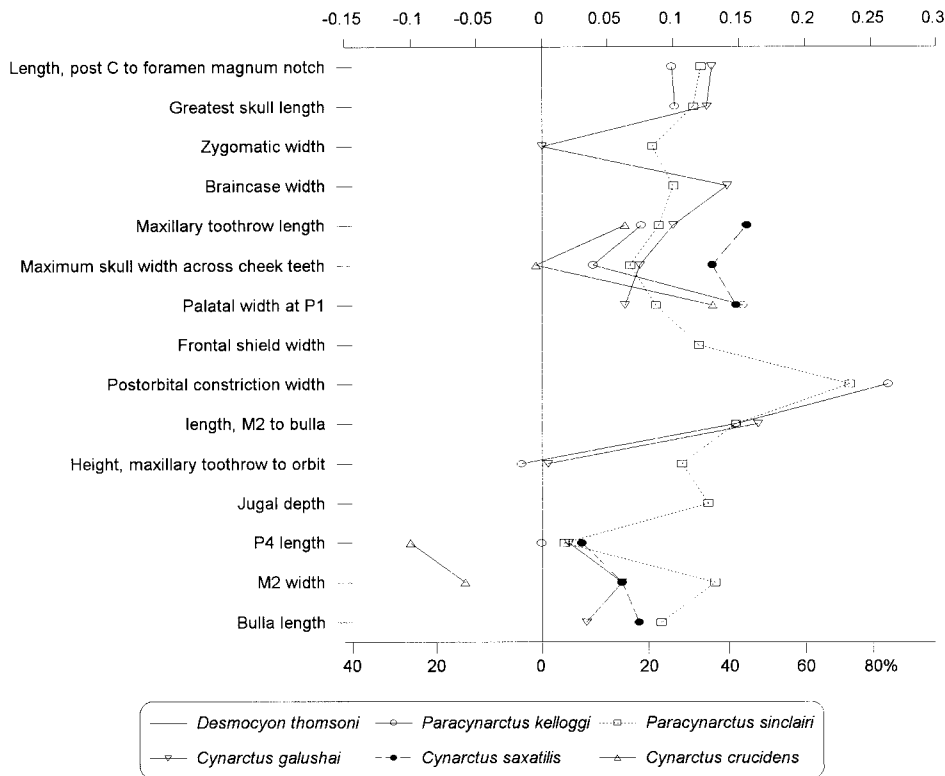 -0.15 -0.1 -0.05 0 0.05 0.1 0.15 0.2 0.25 0.3
Length, post C to foramen magnum notch
Greatest skull length
Zygomatic width
Braincase width
Maxillary toothrow length
Maximum skull width across cheek teeth
Palatal width at P1
Frontal shield width
Postorbital constriction width
length, M2 to bulla
Height, maxillary toothrow to orbit
Jugal depth
P4 length
M2 width
Bulla length
40 20 0 20 40 60 80%
Desmocyon thomsoni Paracynarctus kelloggi Paracynarctus sinclairi
Cynarctus galushai Cynarctus saxatilis Cynarctus crucidens